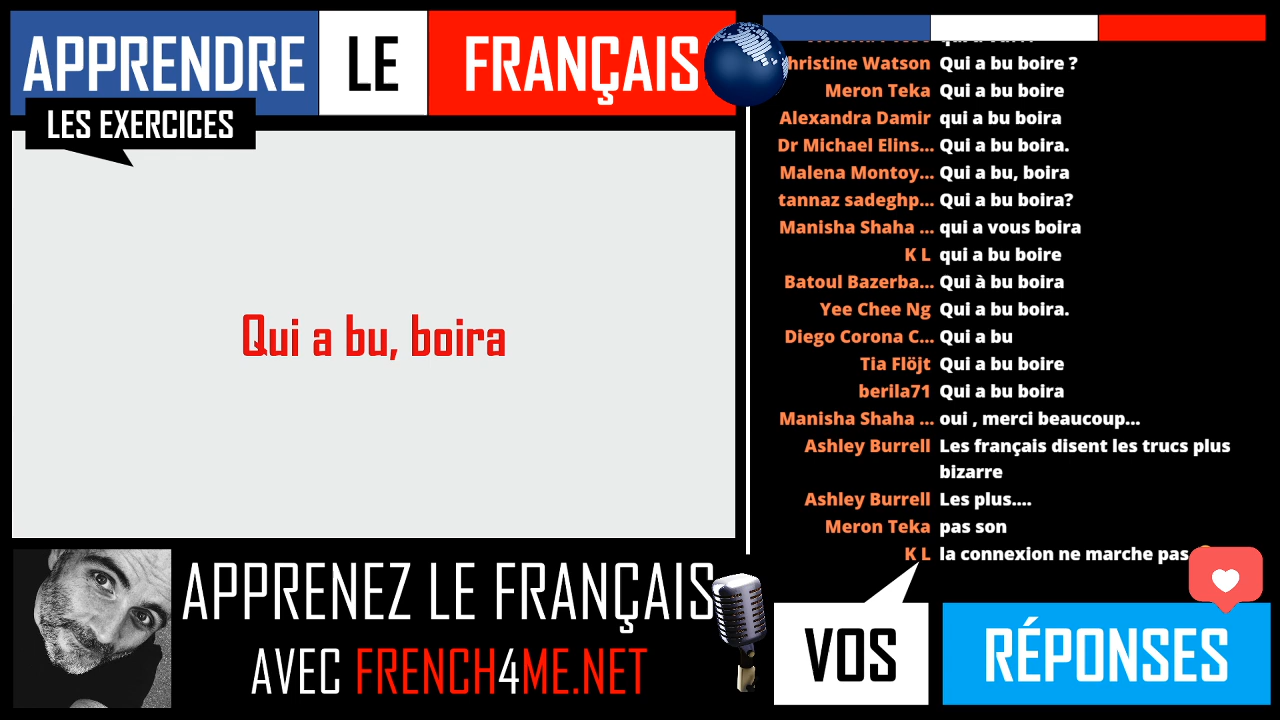 APPRENDRE LE FRANÇAIS
LES EXERCICES
Qui a bu, boira
APPRENEZ LE FRANÇAIS
AVEC FRENCH4ME.NET
hristine Watson Qui a bu boire ?
Meron Teka Qui a bu boire
Alexandra Damir qui a bu boira
Dr Michael Elins... Qui a bu boira.
Malena Montoy... Qui a bu, boira
tannaz sadeghp... Qui a bu boira?
Manisha Shaha ... qui a vous boira
K L qui a bu boire
Batoul Bazerba... Qui à bu boira
Yee Chee Ng Qui a bu boira.
Diego Corona C... Qui a bu
Tia Flöjt Qui a bu boire
berila71 Qui a bu boira
Manisha Shaha ... oui , merci beaucoup...
Ashley Burrell Les français disent les trucs plus
bizarre
Ashley Burrell Les plus....
Meron Teka pas son
K L la connexion ne marche pas
VOS RÉPONSES